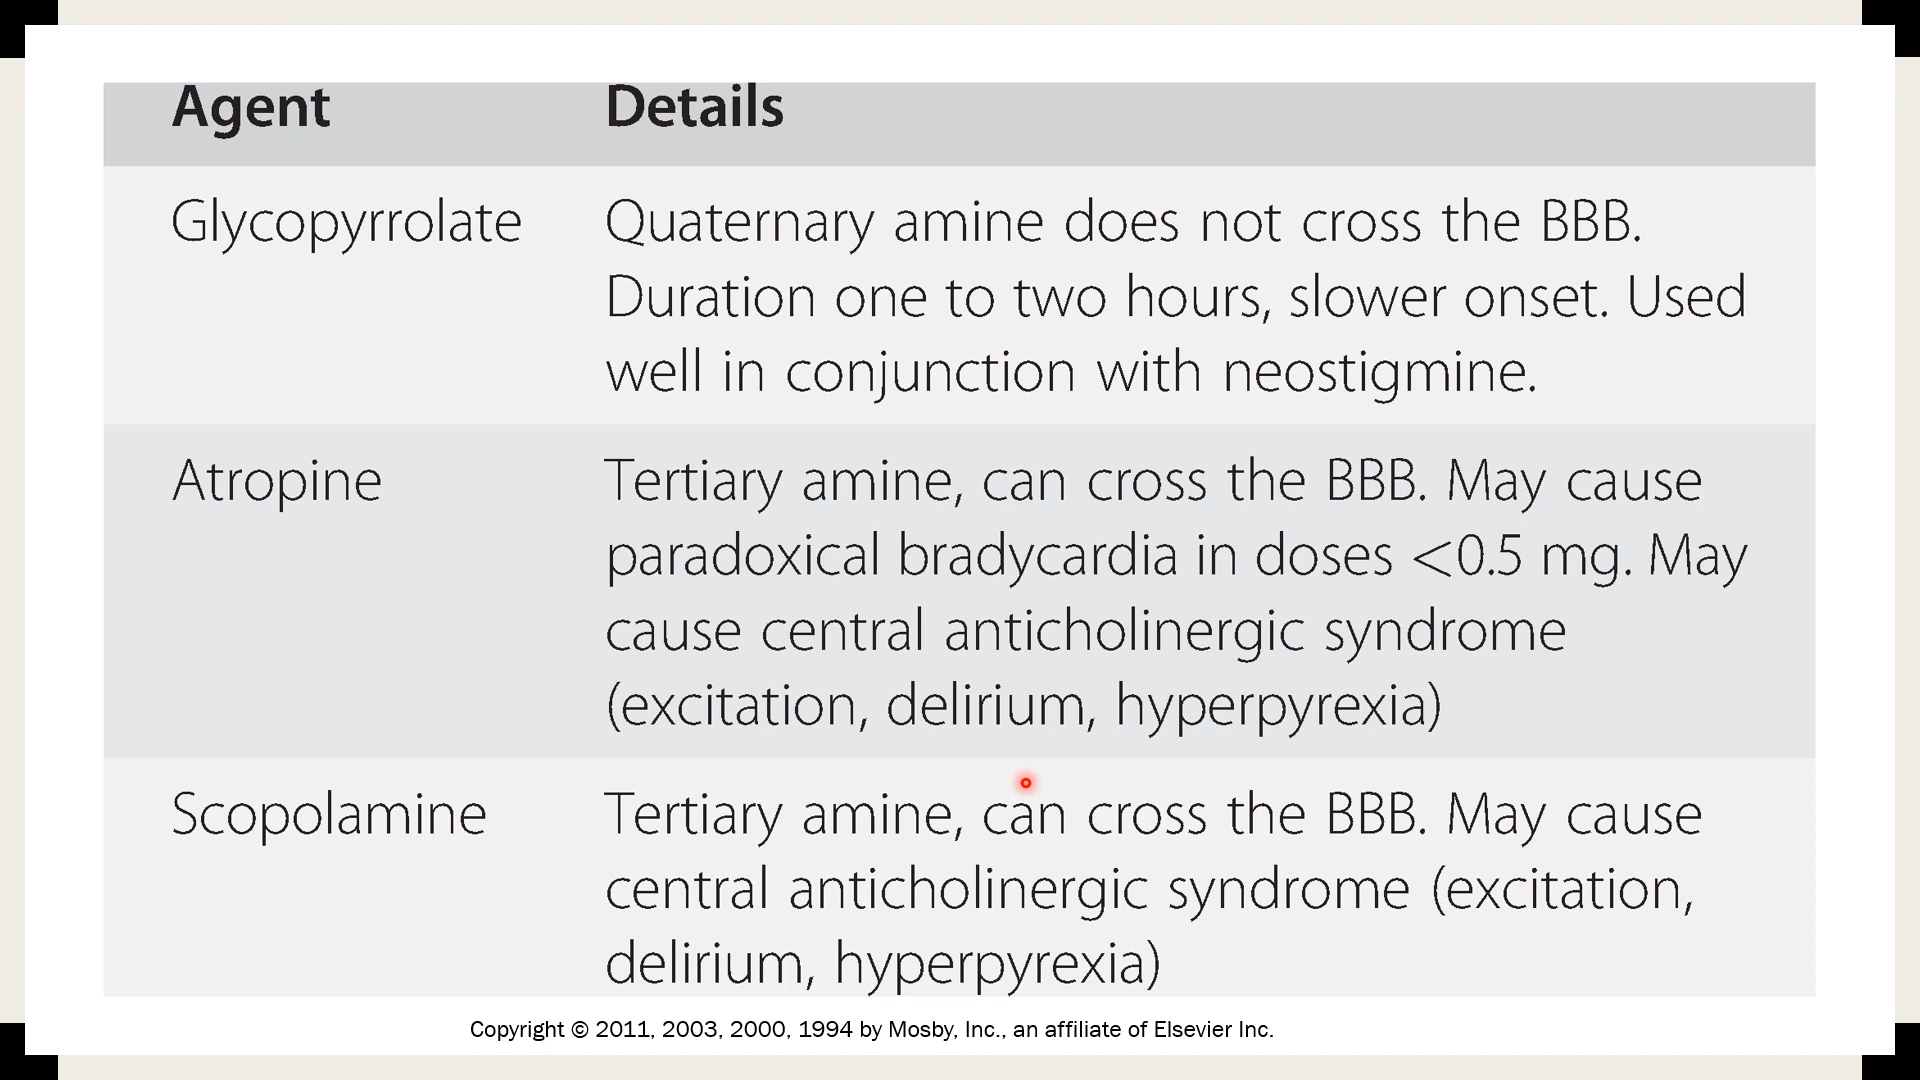 Agent Details
Glycopyrrolate Quaternary amine does not cross the BBB.
Duration one to two hours, slower onset. Used
well in conjunction with neostigmine.
Atropine Tertiary amine, can cross the BBB. May cause
paradoxical bradycardia in doses <0.5 mg. May
cause central anticholinergic syndrome
(excitation, delirium, hyperpyrexia)
Scopolamine Tertiary amine, can cross the BBB. May cause
central anticholinergic syndrome (excitation,
delirium, hyperpyrexia)
Copyright © 2011, 2003, 2000, 1994 by Mosby, Inc., an affiliate of Elsevier Inc.